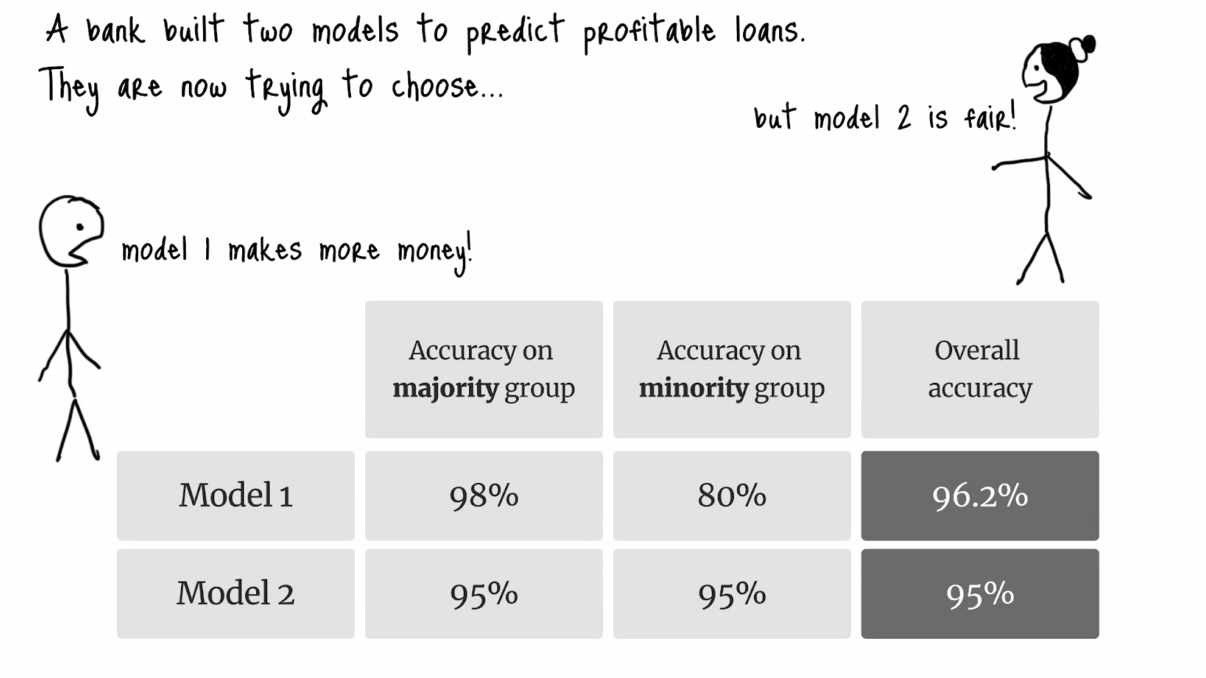 A bank built two models to predict profitable loans.
They are now trying to choose...
but model 2 is fair!
model 1 makes more money!
Accuracy on
majority group
Accuracy on
minority group
Overall
accuracy
Model 1
98%
80%
96.2%
Model 2
95%
95%
95%